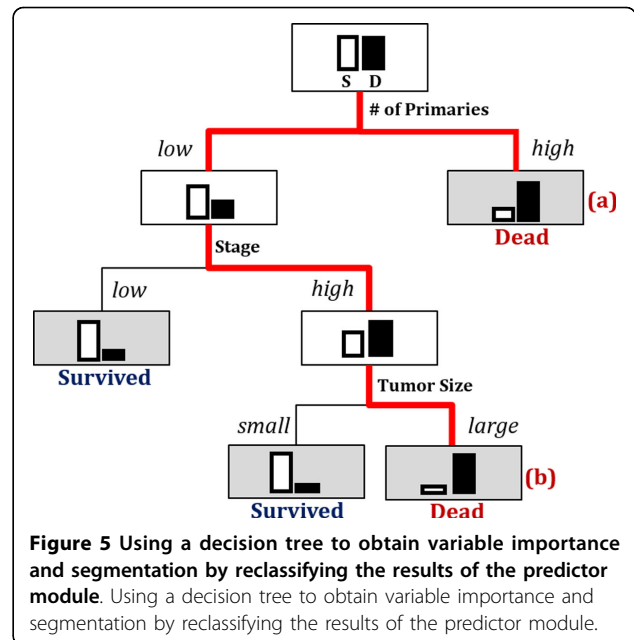 S D
# of Primaries
low
high
(a)
Dead
Stage
low
high
Survived
Tumor Size
small
large
(b)
Survived
Dead
Figure 5 Using a decision tree to obtain variable importance
and segmentation by reclassifying the results of the predictor
module. Using a decision tree to obtain variable importance and
segmentation by reclassifying the results of the predictor module.